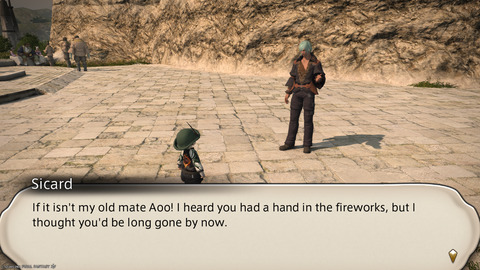 Sicard
If it isn't my old mate Aoo! I heard you had a hand in the fireworks, but I
thought you'd be long gone by now.